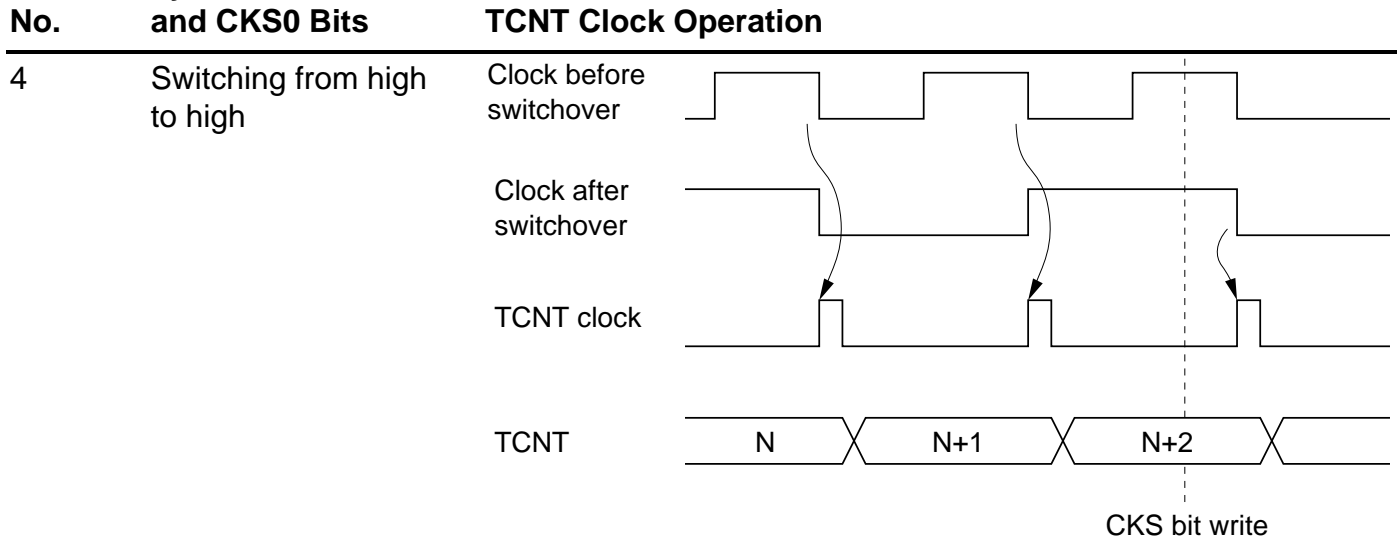 No. and CKS0 Bits TCNT Clock Operation
4 Switching from high to high
Clock before
switchover
Clock after
switchover
TCNT clock
TCNT N N+1 N+2
CKS bit write